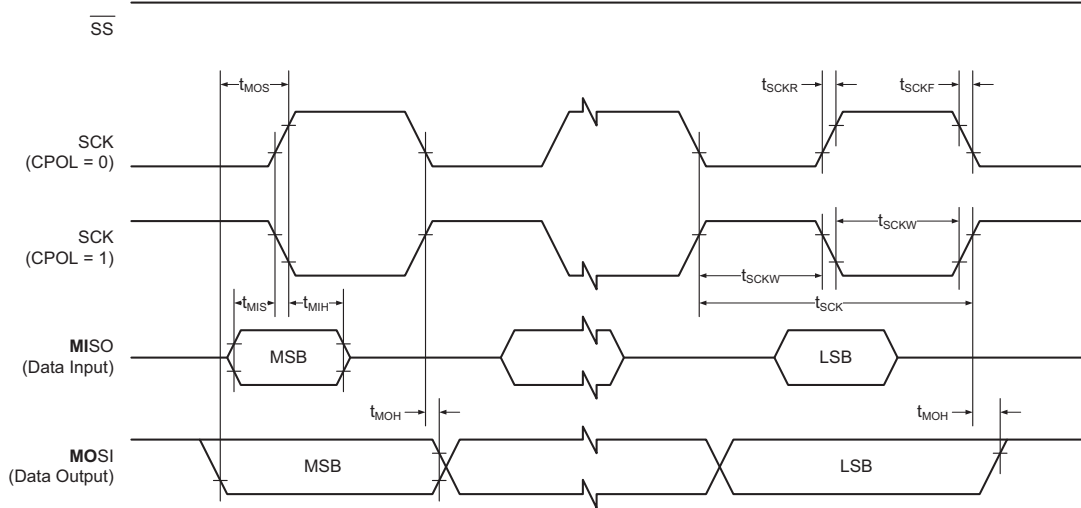 SS
tMOS
tSCKR
tSCKF
SCK
(CPOL = 0)
SCK
(CPOL = 1)
tSCKW
tSCKW
tSCK
tMIS
tMIH
MISO
(Data Input)
MSB
LSB
tMOH
tMOH
MOSI
(Data Output)
MSB
LSB